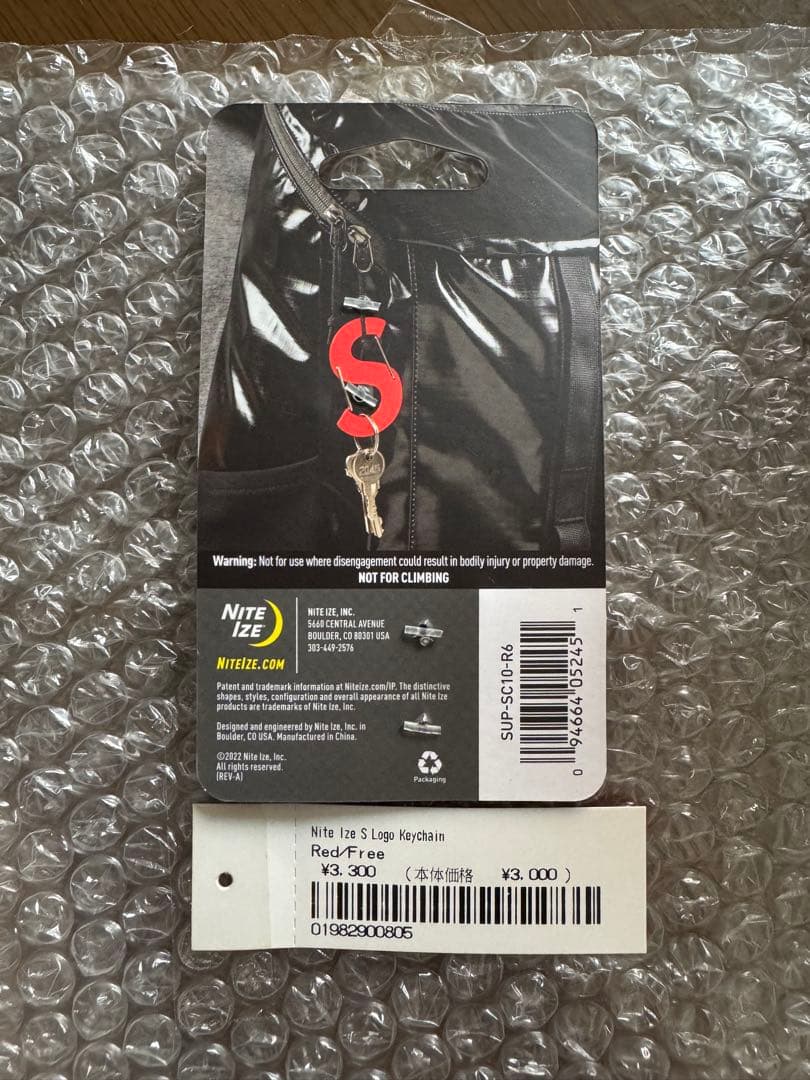 S
2045
Warning: Not for use where disengagement could result in bodily injury or property damage.
NOT FOR CLIMBING
NITE IZE
NITEIZE.COM
NITE IZE, INC.
5660 CENTRAL AVENUE
BOULDER, CO 80301 USA
303-449-2576
Patent and trademark information at NiteIze.com/IP. The distinctive
shapes, styles, configuration and overall appearance of all Nite Ize
products are trademarks of Nite Ize, Inc.
Designed and engineered by Nite Ize, Inc. in
Boulder, CO USA. Manufactured in China.
©2022 Nite Ize, Inc.
All rights reserved.
(REV-A)
Packaging
SUP-SC10-R6
0 94664 05245 1
Nite Ize S Logo Keychain
Red/Free
¥3,300 (本体価格 ¥3,000 )
01982900805